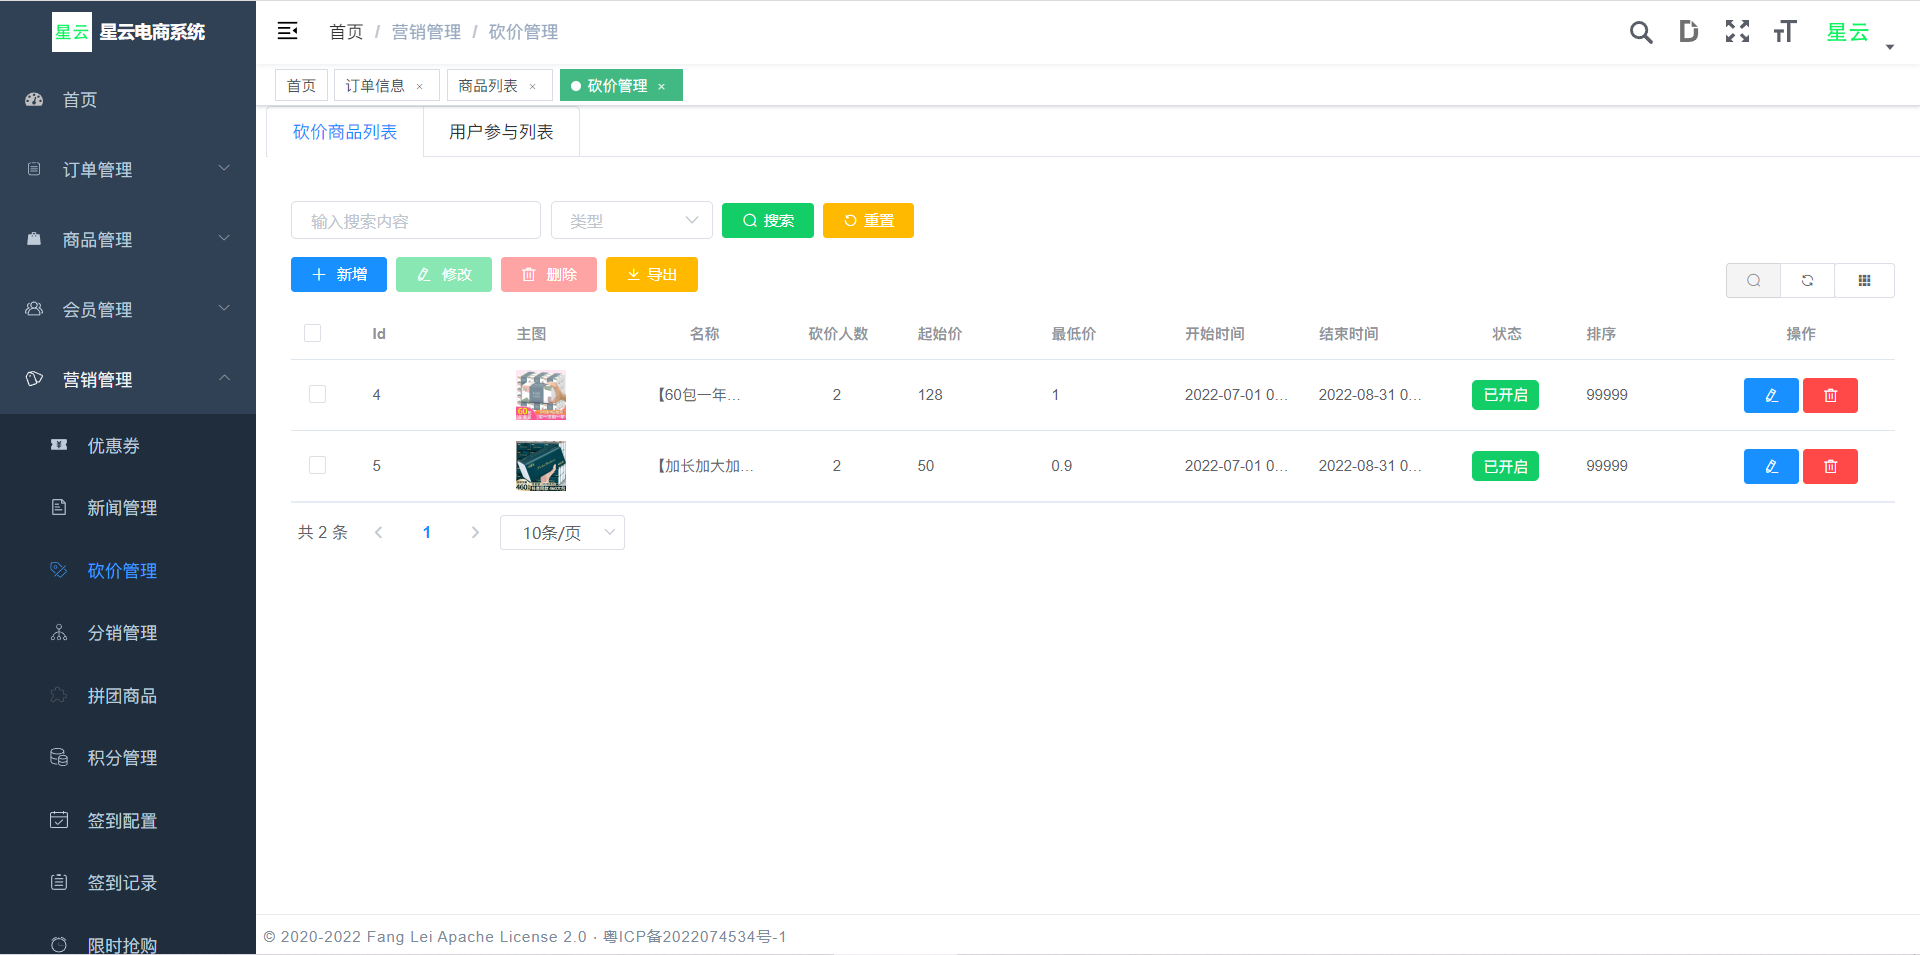 星云 星云电商系统
首页 / 营销管理 / 砍价管理
星云
首页
订单信息 ×
商品列表 ×
砍价管理 ×
首页
订单管理
商品管理
会员管理
营销管理
优惠券
新闻管理
砍价管理
分销管理
拼团商品
积分管理
签到配置
签到记录
限时抢购
砍价商品列表 用户参与列表
输入搜索内容 类型 搜索 重置
新增 修改 删除 导出
Id 主图 名称 砍价人数 起始价 最低价 开始时间 结束时间 状态 排序 操作
4 【60包一年... 2 128 1 2022-07-01 0... 2022-08-31 0... 已开启 99999
5 【加长加大加... 2 50 0.9 2022-07-01 0... 2022-08-31 0... 已开启 99999
共 2 条 1 10条/页
© 2020-2022 Fang Lei Apache License 2.0 · 粤ICP备2022074534号-1